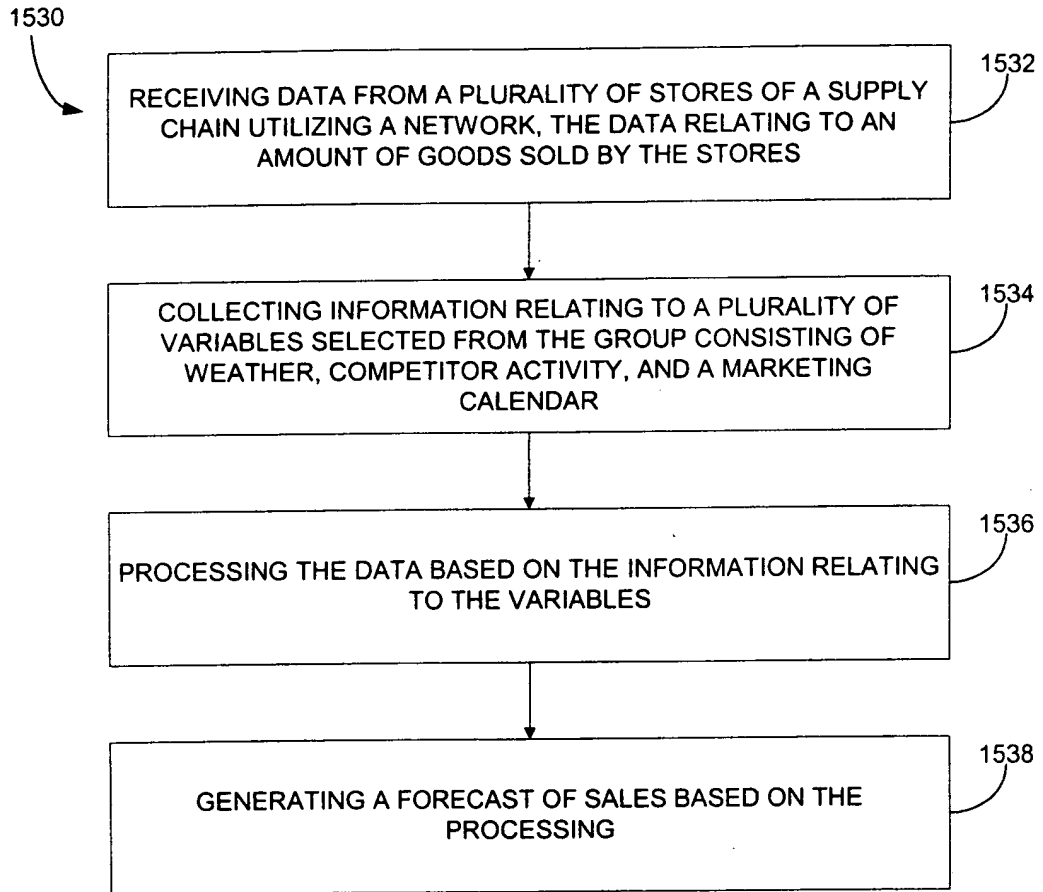 1530
1532
RECEIVING DATA FROM A PLURALITY OF STORES OF A SUPPLY
CHAIN UTILIZING A NETWORK, THE DATA RELATING TO AN
AMOUNT OF GOODS SOLD BY THE STORES
1534
COLLECTING INFORMATION RELATING TO A PLURALITY OF
VARIABLES SELECTED FROM THE GROUP CONSISTING OF
WEATHER, COMPETITOR ACTIVITY, AND A MARKETING
CALENDAR
1536
PROCESSING THE DATA BASED ON THE INFORMATION RELATING
TO THE VARIABLES
1538
GENERATING A FORECAST OF SALES BASED ON THE
PROCESSING